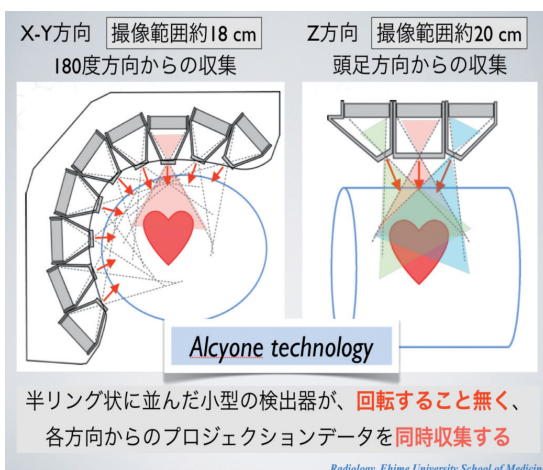 X-Y方向 撮像範囲約18 cm
180度方向からの収集
Z方向 撮像範囲約20 cm
頭足方向からの収集
Alcyone technology
半リング状に並んだ小型の検出器が、回転すること無く、
各方向からのプロジェクションデータを同時収集する
Radiology, Ehime University School of Medicin